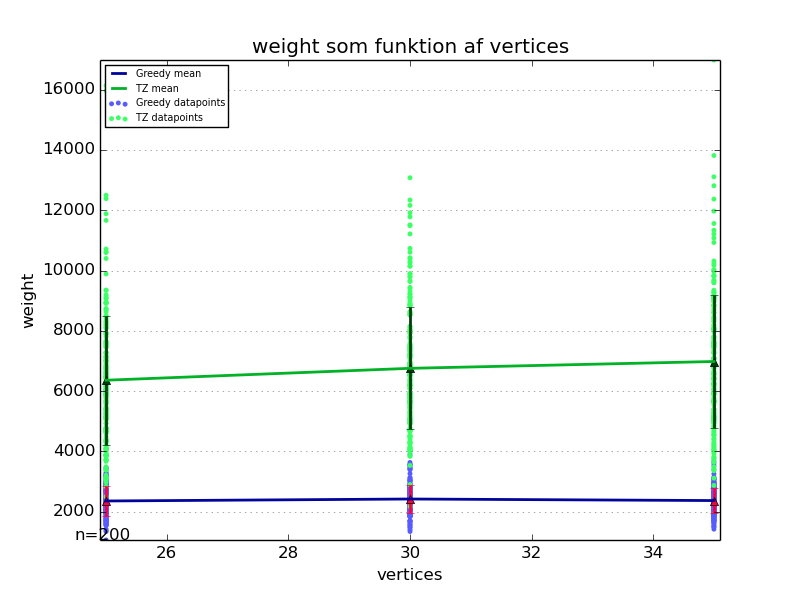 weight som funktion af vertices
Greedy mean
TZ mean
Greedy datapoints
TZ datapoints
16000
14000
12000
10000
8000
6000
4000
2000
weight
n=200
26
28
30
32
34
vertices